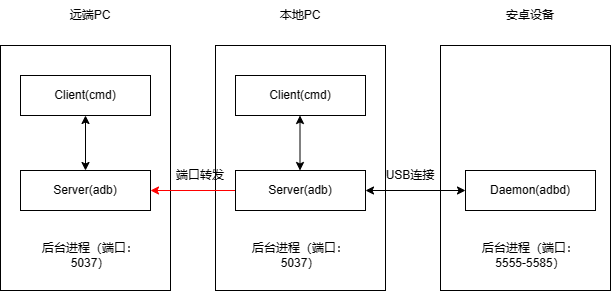 远端PC
本地PC
安卓设备
Client(cmd)
Client(cmd)
端口转发
USB连接
Server(adb)
Server(adb)
Daemon(adbd)
后台进程（端口：
5037）
后台进程（端口：
5037）
后台进程（端口：
5555-5585）